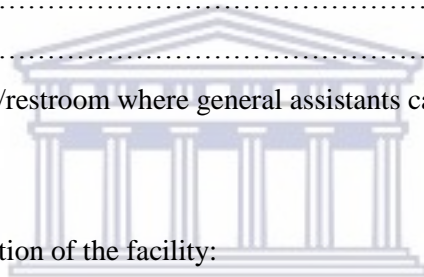 ………………………………………………
………………………………………………
/restroom where general assistants ca
tion of the facility: